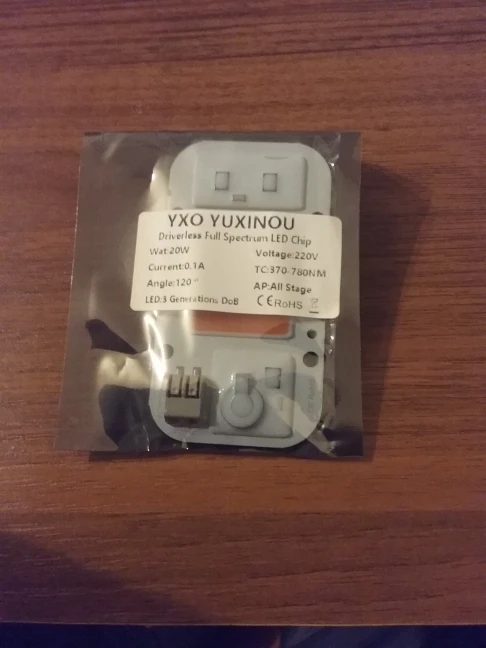 YXO YUXINOU
Driverless Full Spectrum LED Chip
Wat:20W Voltage:220V
Current:0.1A TC:370-780NM
Angle:120° AP:All Stage
LED:3 Generations DoB CE RoHS